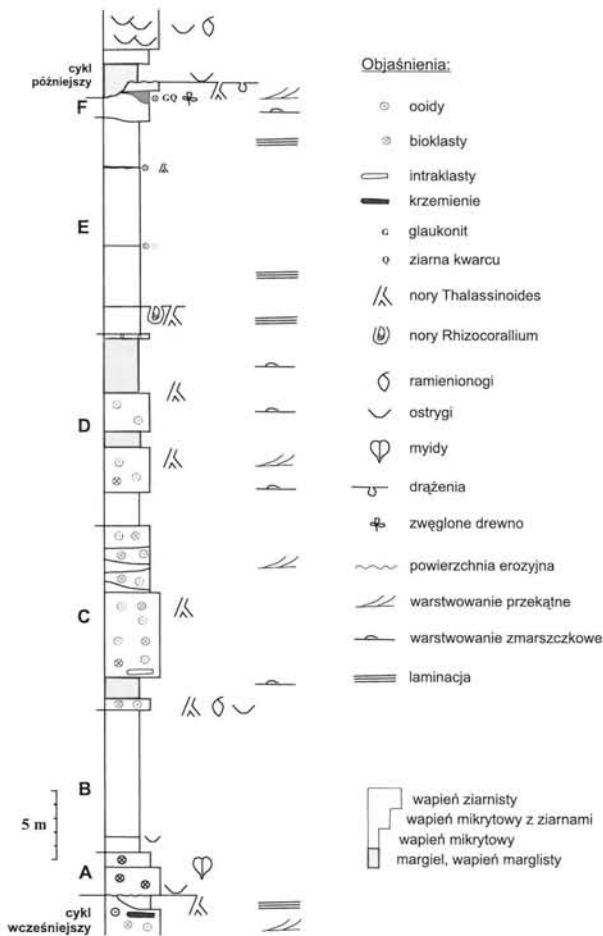 cykl
późniejszy
F
GQ
E
D
C
B
5 m
A
cykl
wcześniejszy
Objaśnienia:
ooidy
bioklasty
intraklasty
krzemienie
G glaukonit
Q ziarna kwarcu
nory Thalassinoides
nory Rhizocorallium
ramienionogi
ostrygi
myidy
drążenia
zwęglone drewno
powierzchnia erozyjna
warstwowanie przekątne
warstwowanie zmarszczkowe
laminacja
wapień ziarnisty
wapień mikrytowy z ziarnami
wapień mikrytowy
margiel, wapień marglisty